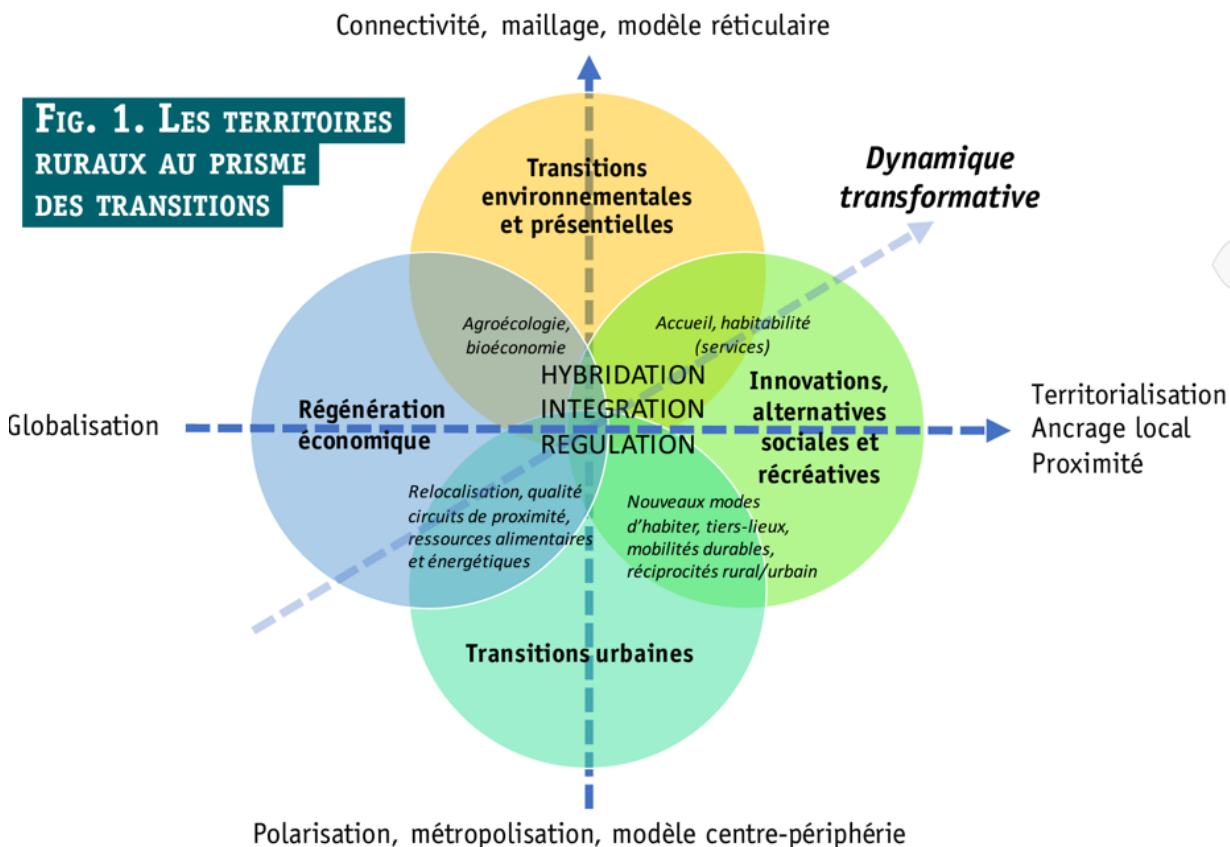 Connectivité, maillage, modèle réticulaire
FIG. 1. LES TERRITOIRES
RURAUX AU PRISME
DES TRANSITIONS
Transitions
environnementales
et présentielles
Dynamique
transformative
Agroécologie,
bioéconomie
Accueil, habitabilité
(services)
HYBRIDATION
INTEGRATION
REGULATION
Globalisation
Régénération
économique
Innovations,
alternatives
sociales et
récréatives
Territorialisation
Ancrage local
Proximité
Relocalisation, qualité
circuits de proximité,
ressources alimentaires
et énergétiques
Nouveaux modes
d'habiter, tiers-lieux,
mobilités durables,
réciprocités rural/urbain
Transitions urbaines
Polarisation, métropolisation, modèle centre-périphérie